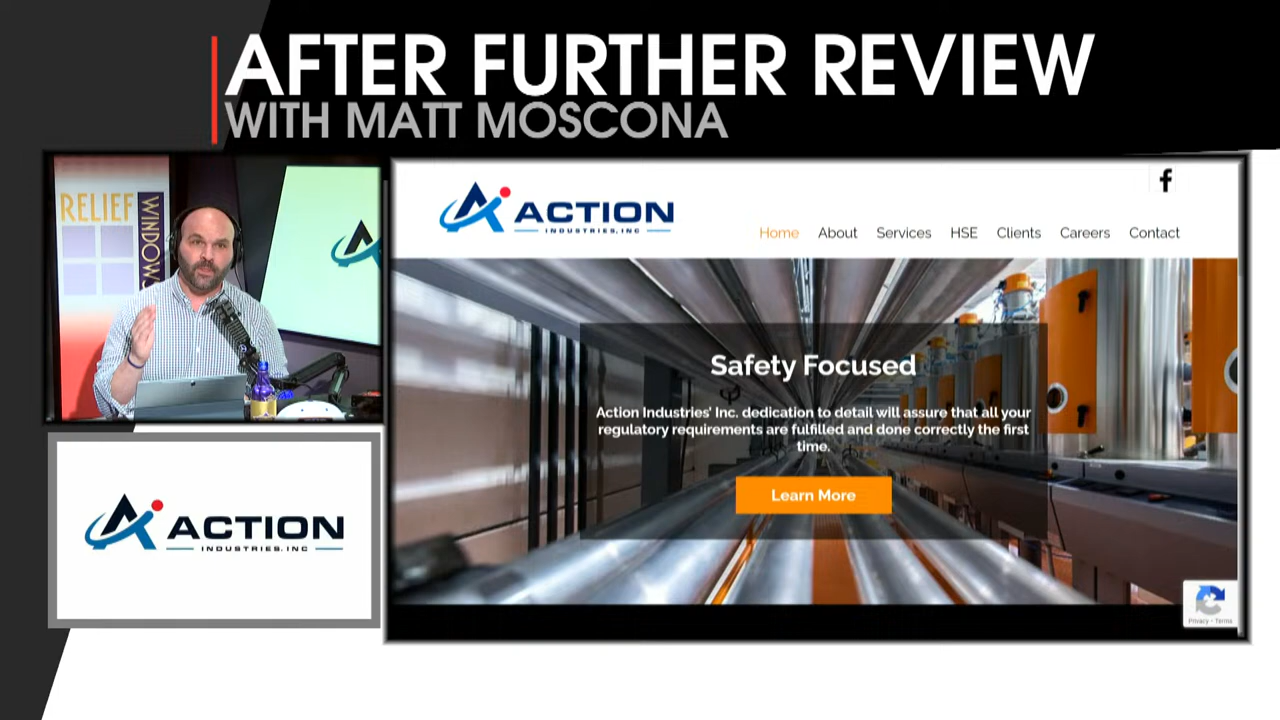 AFTER FURTHER REVIEW
WITH MATT MOSCONA
RELIEF
WINDOWS
ACTION
INDUSTRIES, INC
f
Home About Services HSE Clients Careers Contact
Safety Focused
Action Industries' Inc. dedication to detail will assure that all your
regulatory requirements are fulfilled and done correctly the first
time.
Learn More
Privacy - Terms
ACTION
INDUSTRIES, INC